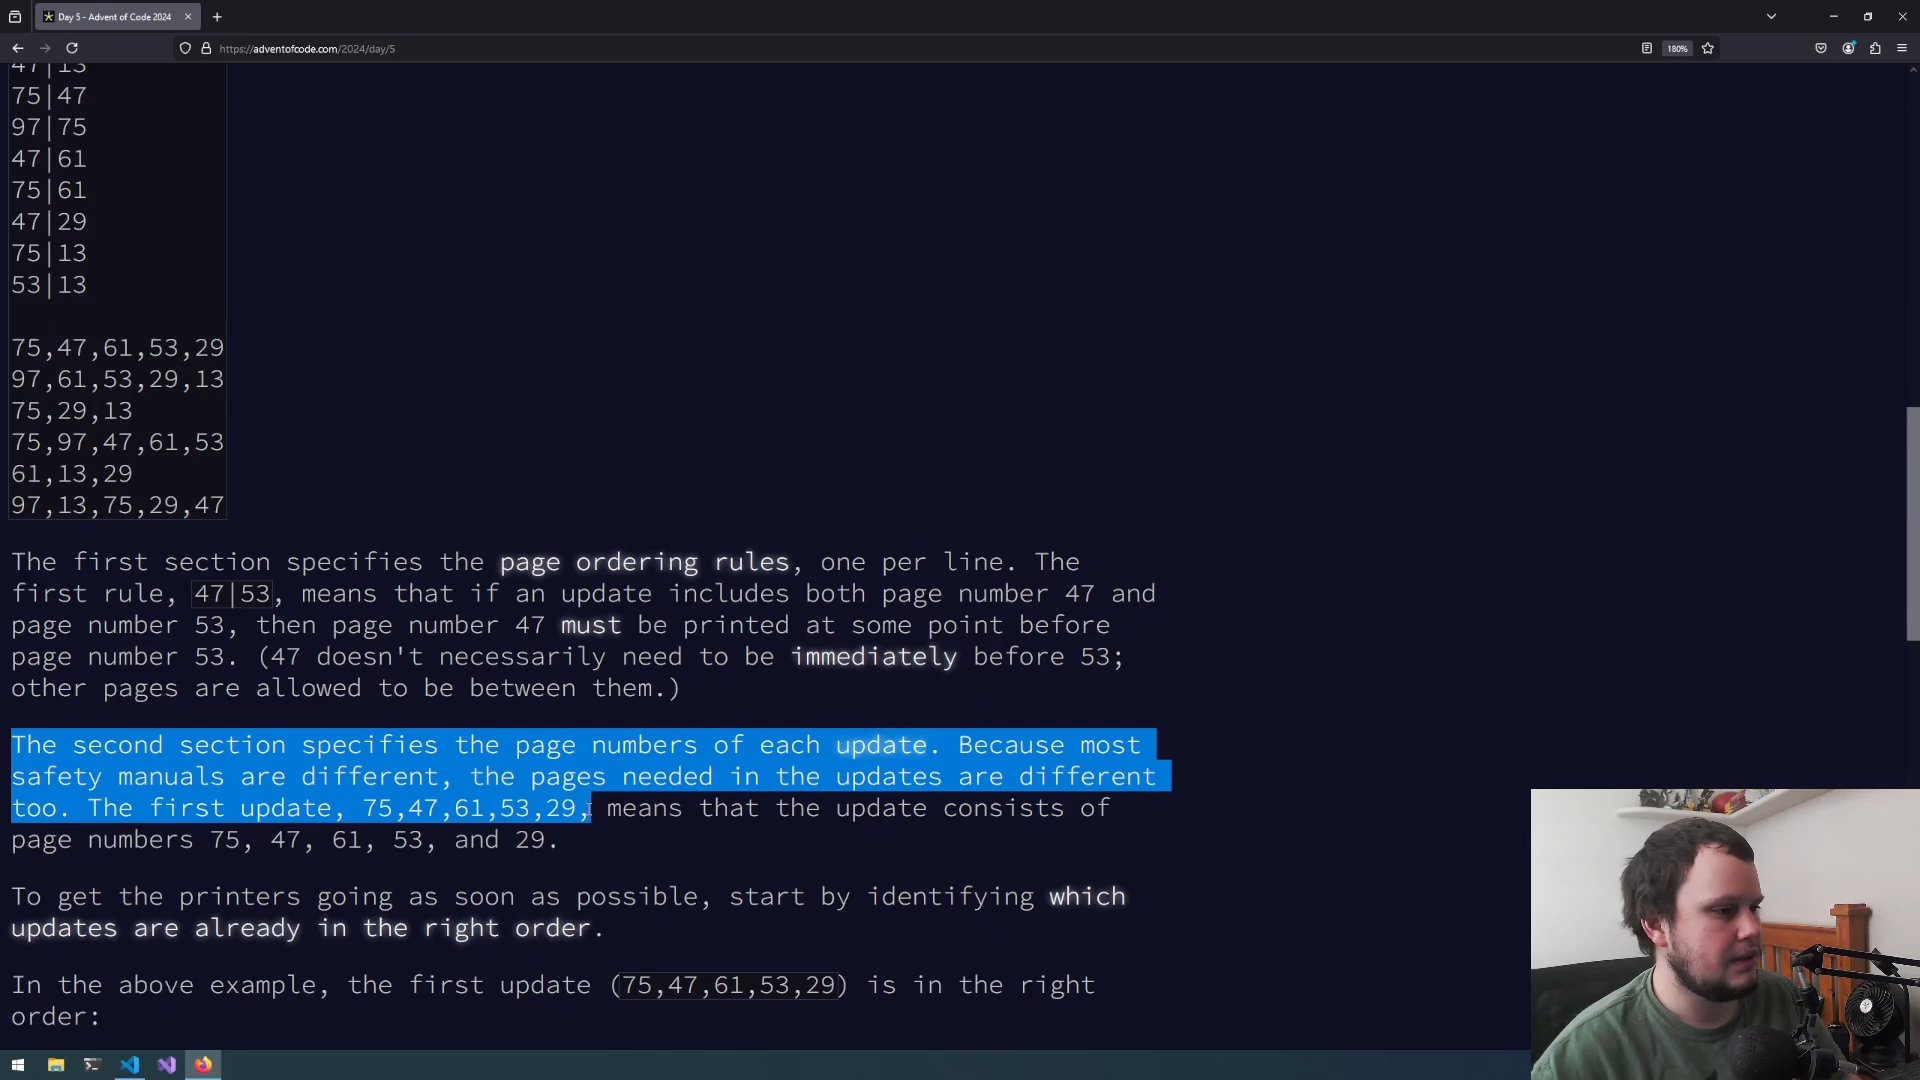 Day 5 - Advent of Code 2024
https://adventofcode.com/2024/day/5
180%
47|13
75|47
97|75
47|61
75|61
47|29
75|13
53|13
75,47,61,53,29
97,61,53,29,13
75,29,13
75,97,47,61,53
61,13,29
97,13,75,29,47
The first section specifies the page ordering rules, one per line. The
first rule, 47|53, means that if an update includes both page number 47 and
page number 53, then page number 47 must be printed at some point before
page number 53. (47 doesn't necessarily need to be immediately before 53;
other pages are allowed to be between them.)
The second section specifies the page numbers of each update. Because most
safety manuals are different, the pages needed in the updates are different
too. The first update, 75,47,61,53,29, means that the update consists of
page numbers 75, 47, 61, 53, and 29.
To get the printers going as soon as possible, start by identifying which
updates are already in the right order.
In the above example, the first update (75,47,61,53,29) is in the right
order: